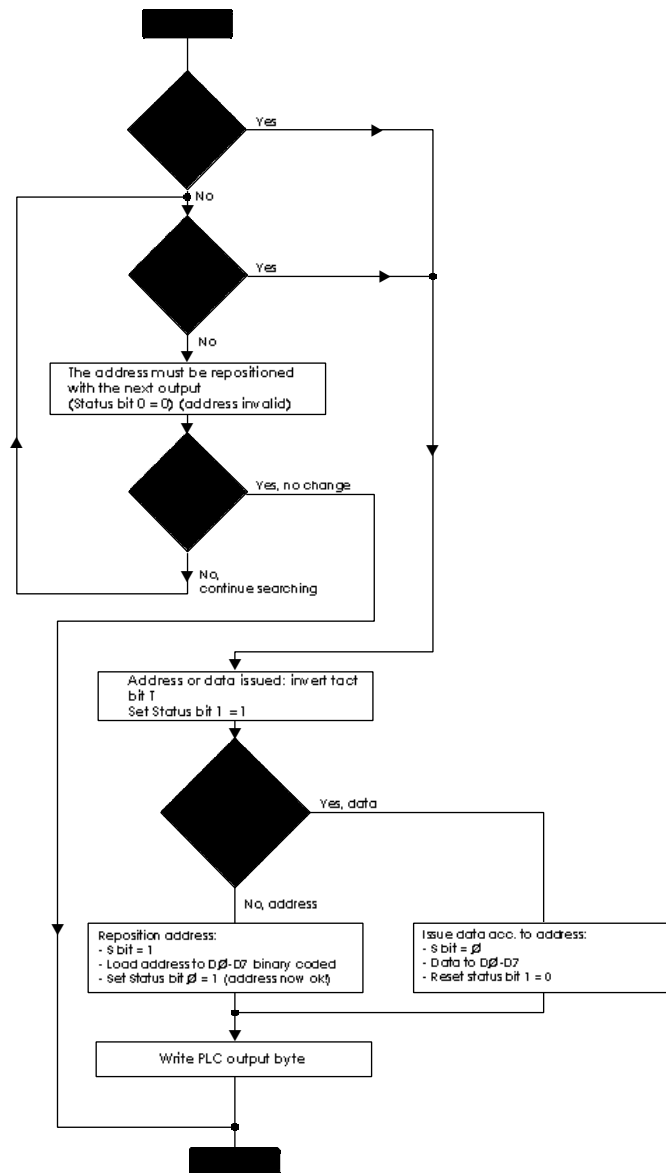 Yes
No
Yes
No
The address must be repositioned
with the next output
(Status bit 0 = 0) (address invalid)
Yes, no change
No,
continue searching
Address or data issued: invert tact
bit T
Set Status bit 1 = 1
Yes, data
No, address
Reposition address:
- S bit = 1
- Load address to DØ-D7 binary coded
- Set Status bit Ø = 1 (address now ok!)
Issue data acc. to address:
- S bit = Ø
- Data to DØ-D7
- Reset status bit 1 = 0
Write PLC output byte